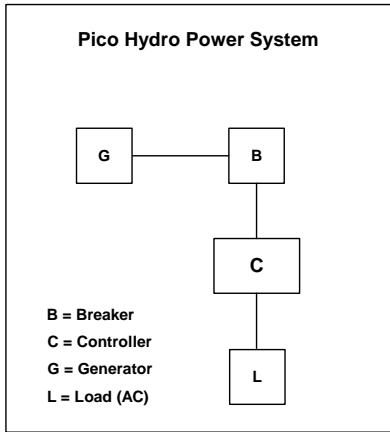 Pico Hydro Power System
G
B
C
L
B = Breaker
C = Controller
G = Generator
L = Load (AC)